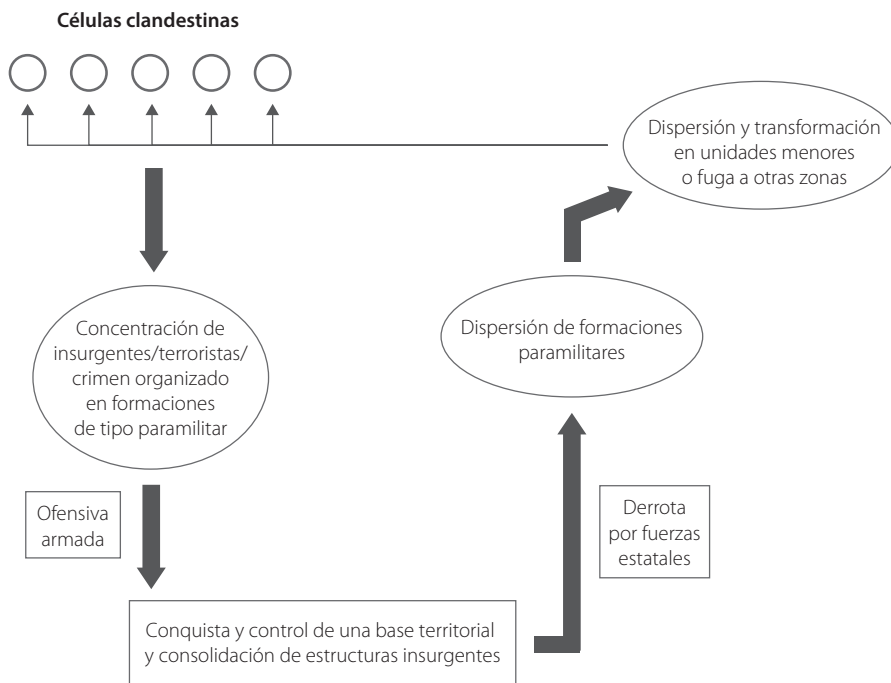 Células clandestinas
Dispersión y transformación
en unidades menores
o fuga a otras zonas
Concentración de
insurgentes/terroristas/
crimen organizado
en formaciones
de tipo paramilitar
Dispersión de formaciones
paramilitares
Ofensiva
armada
Derrota
por fuerzas
estatales
Conquista y control de una base territorial
y consolidación de estructuras insurgentes